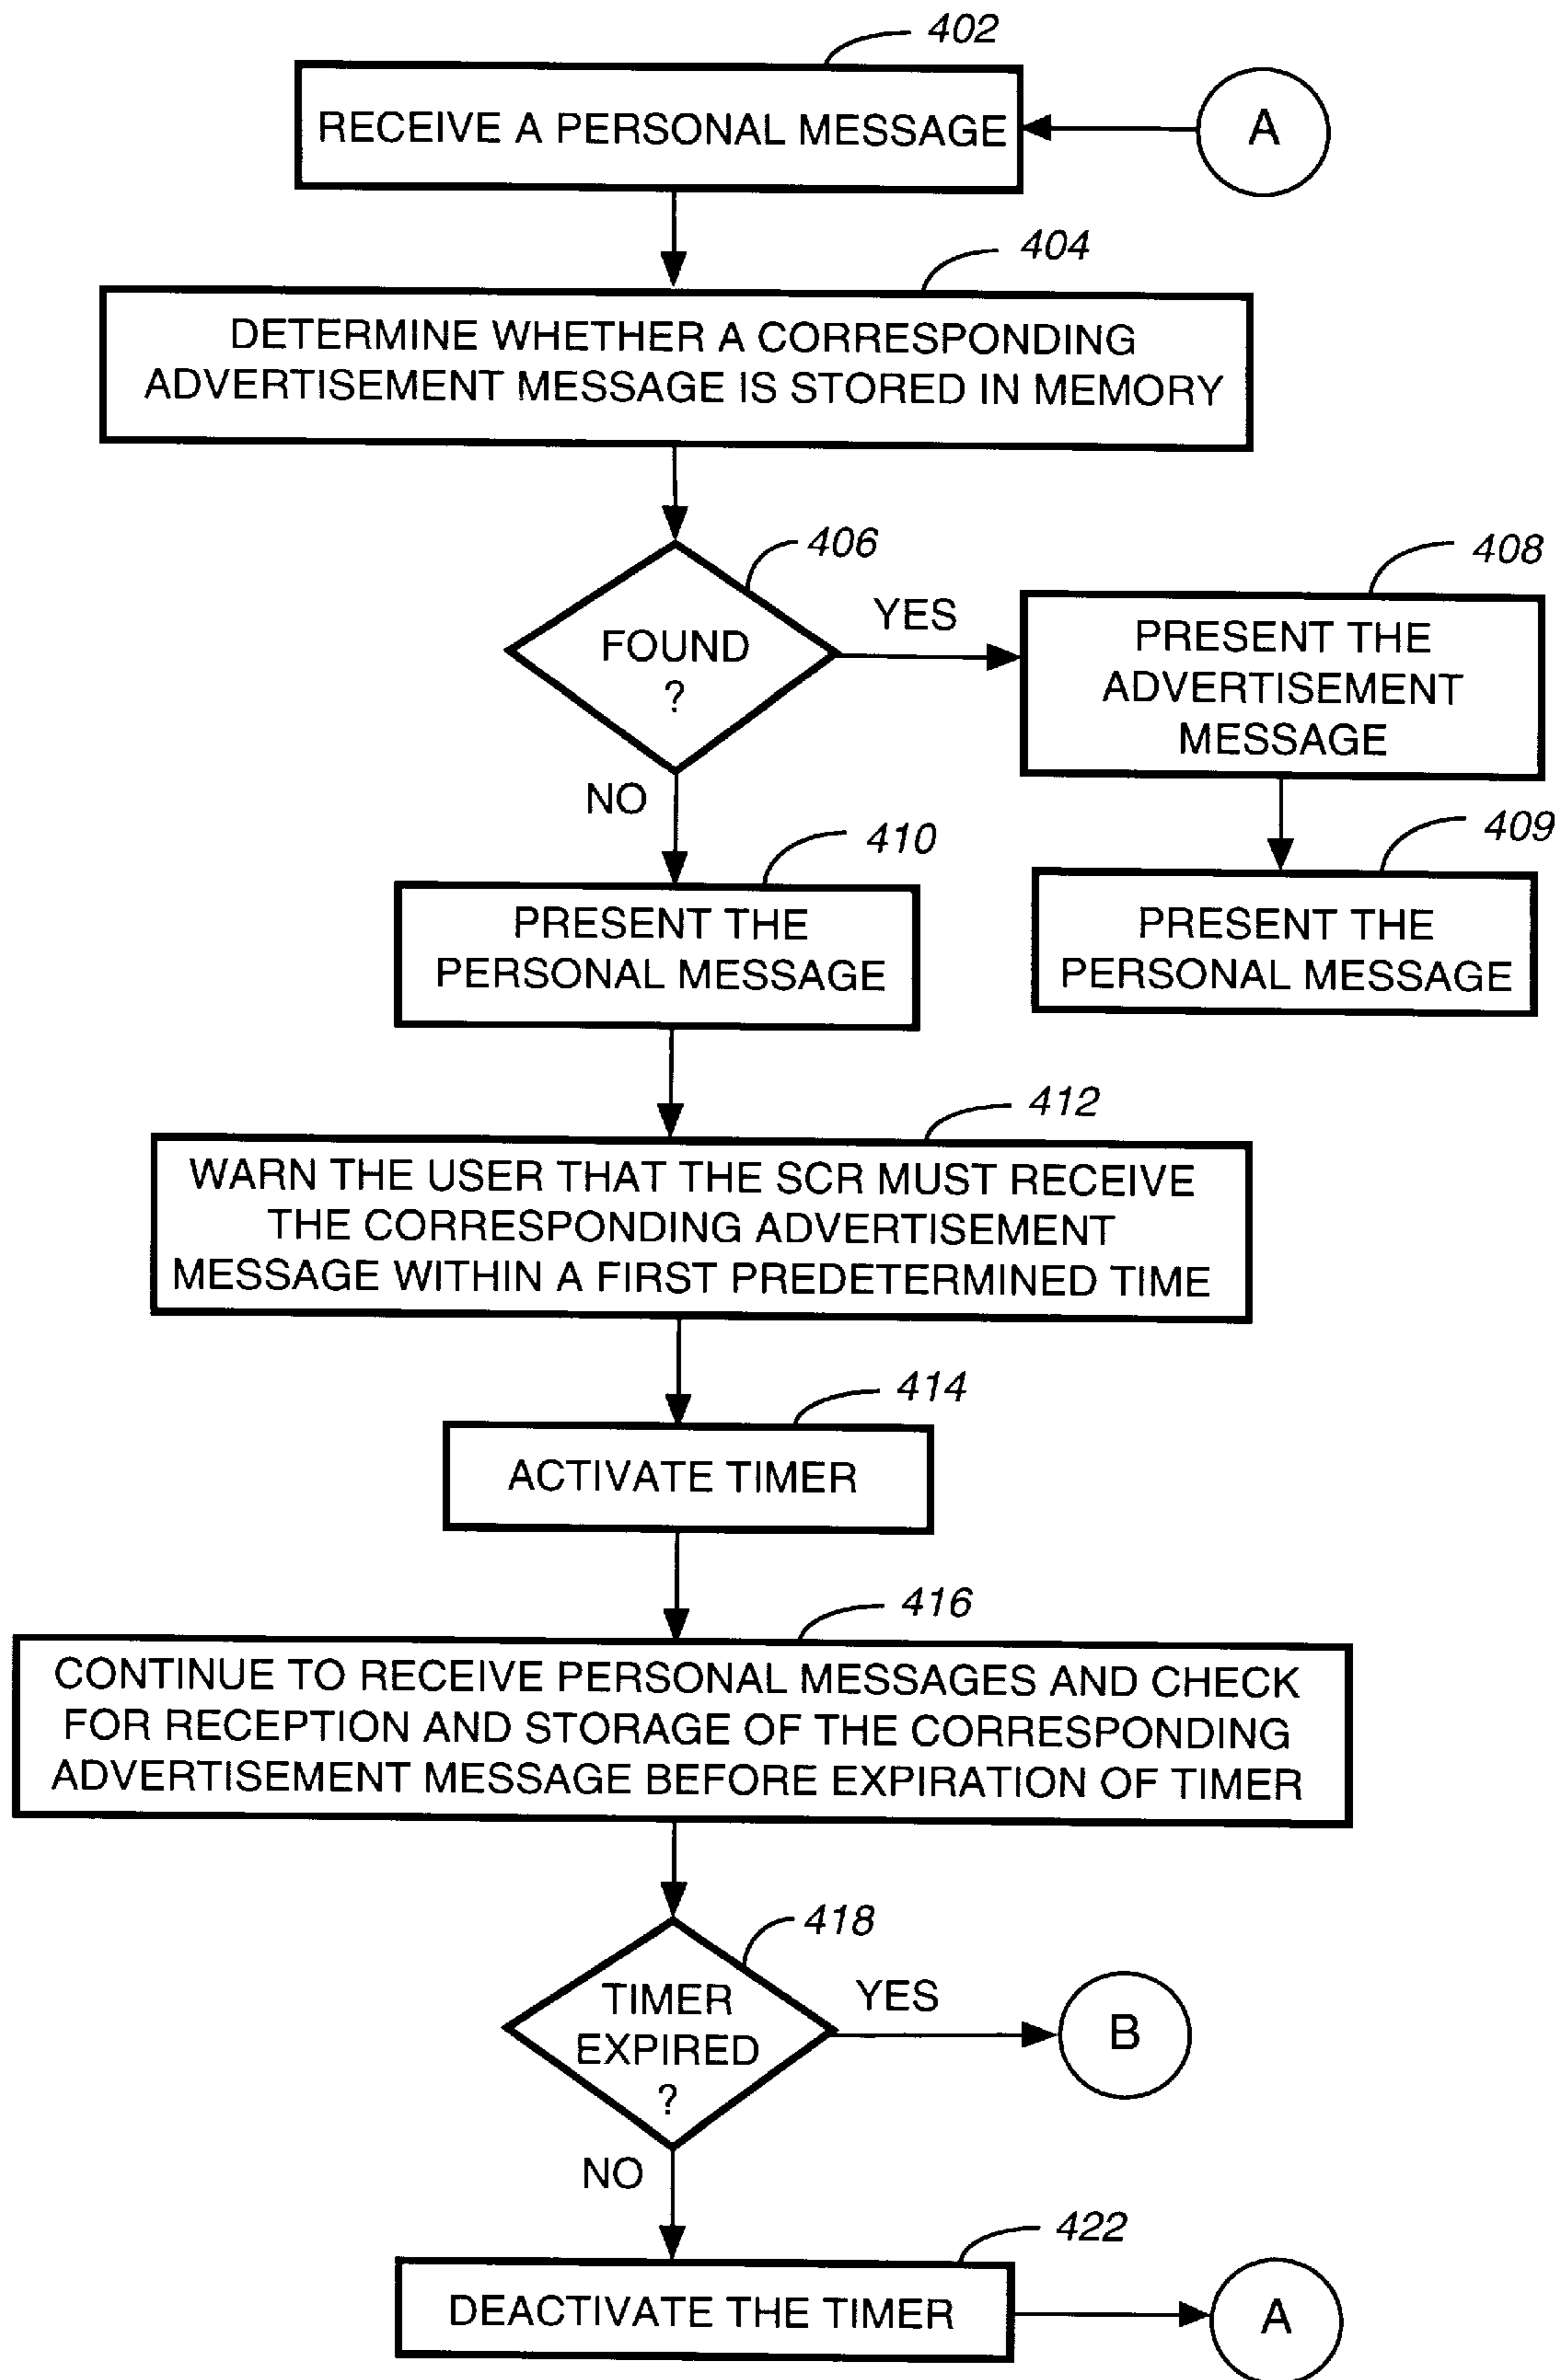 402
RECEIVE A PERSONAL MESSAGE
A
404
DETERMINE WHETHER A CORRESPONDING
ADVERTISEMENT MESSAGE IS STORED IN MEMORY
406
FOUND
?
YES
408
PRESENT THE
ADVERTISEMENT
MESSAGE
NO
409
PRESENT THE
PERSONAL MESSAGE
410
PRESENT THE
PERSONAL MESSAGE
412
WARN THE USER THAT THE SCR MUST RECEIVE
THE CORRESPONDING ADVERTISEMENT
MESSAGE WITHIN A FIRST PREDETERMINED TIME
414
ACTIVATE TIMER
416
CONTINUE TO RECEIVE PERSONAL MESSAGES AND CHECK
FOR RECEPTION AND STORAGE OF THE CORRESPONDING
ADVERTISEMENT MESSAGE BEFORE EXPIRATION OF TIMER
418
TIMER
EXPIRED
?
YES
B
NO
422
DEACTIVATE THE TIMER
A